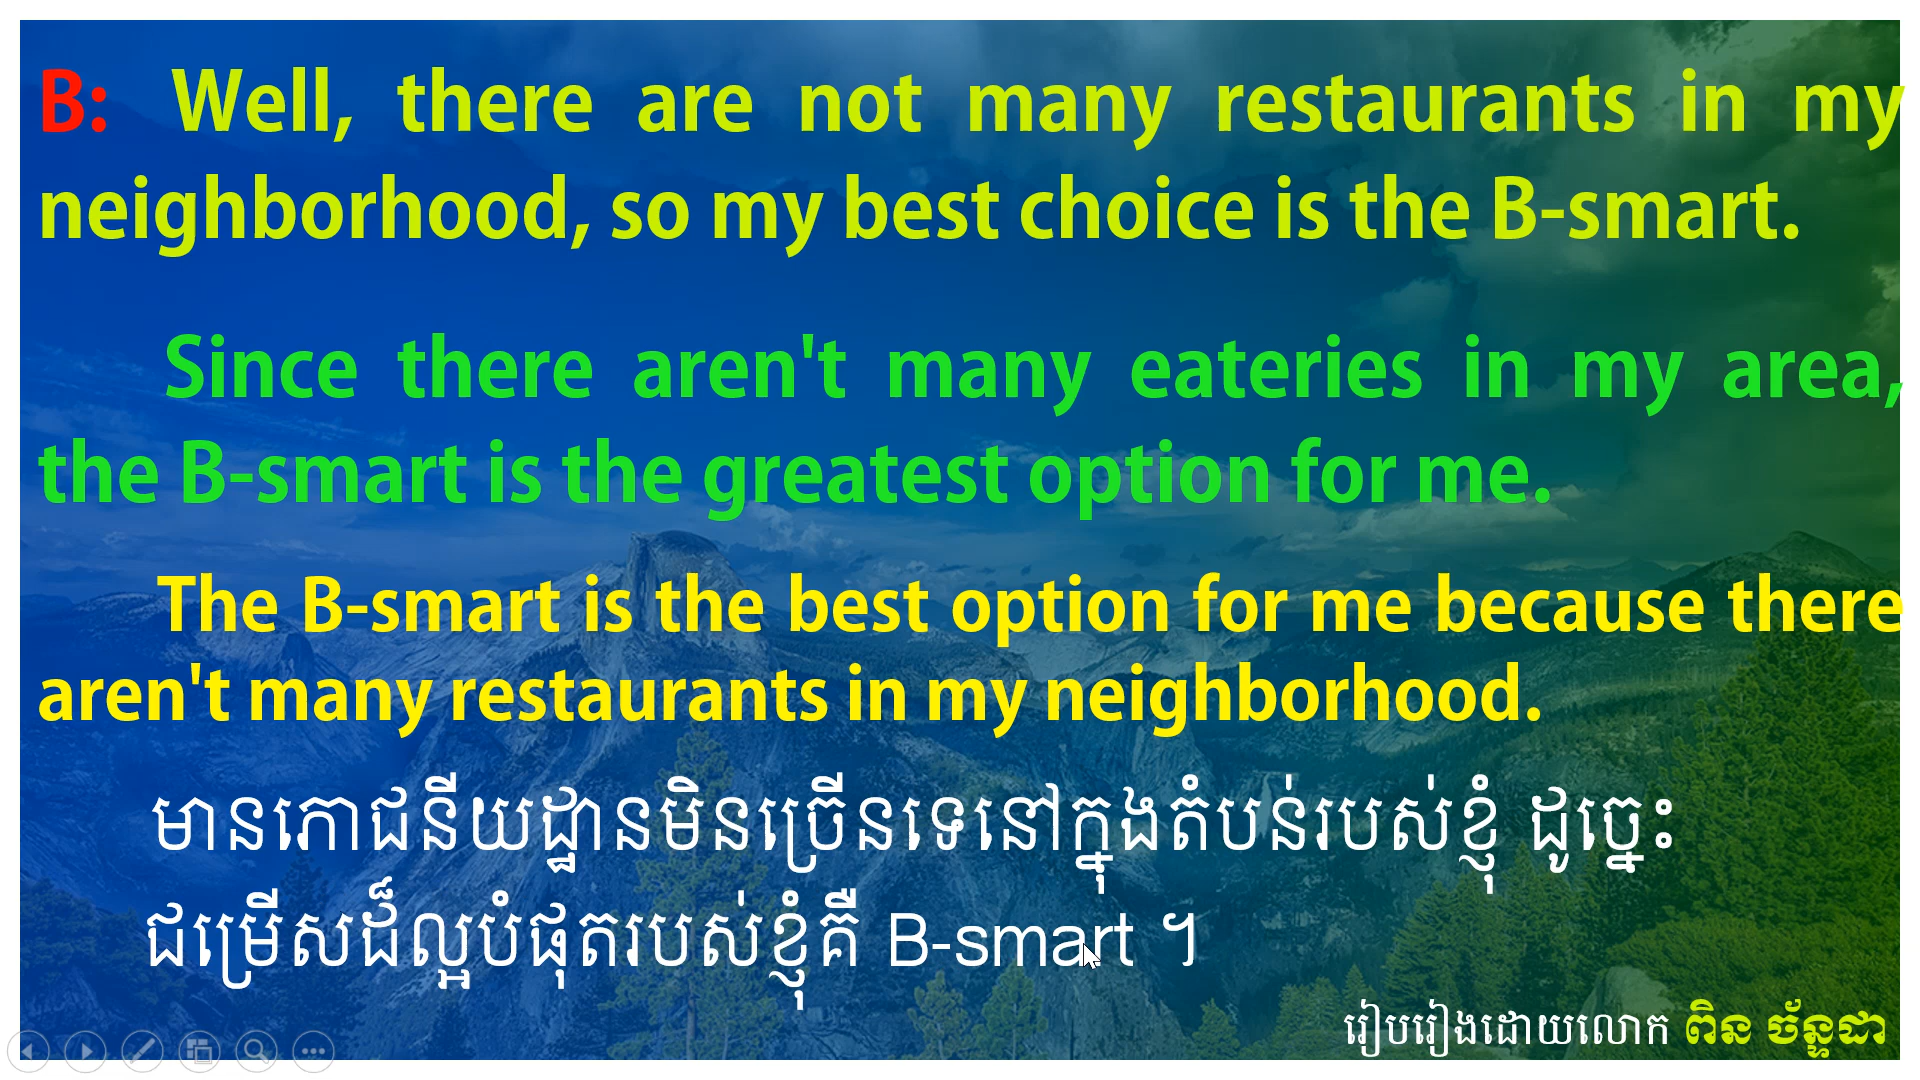 B: Well, there are not many restaurants in my
neighborhood, so my best choice is the B-smart.
Since there aren't many eateries in my area,
the B-smart is the greatest option for me.
The B-smart is the best option for me because there
aren't many restaurants in my neighborhood.
មានភោជនីយដ្ឋានមិនច្រើនទេនៅក្នុងតំបន់របស់ខ្ញុំ ដូច្នេះ
ជម្រើសដ៏ល្អបំផុតរបស់ខ្ញុំគឺ B-smart ។
រៀបរៀងដោយលោក ពិន ច័ន្ទដា